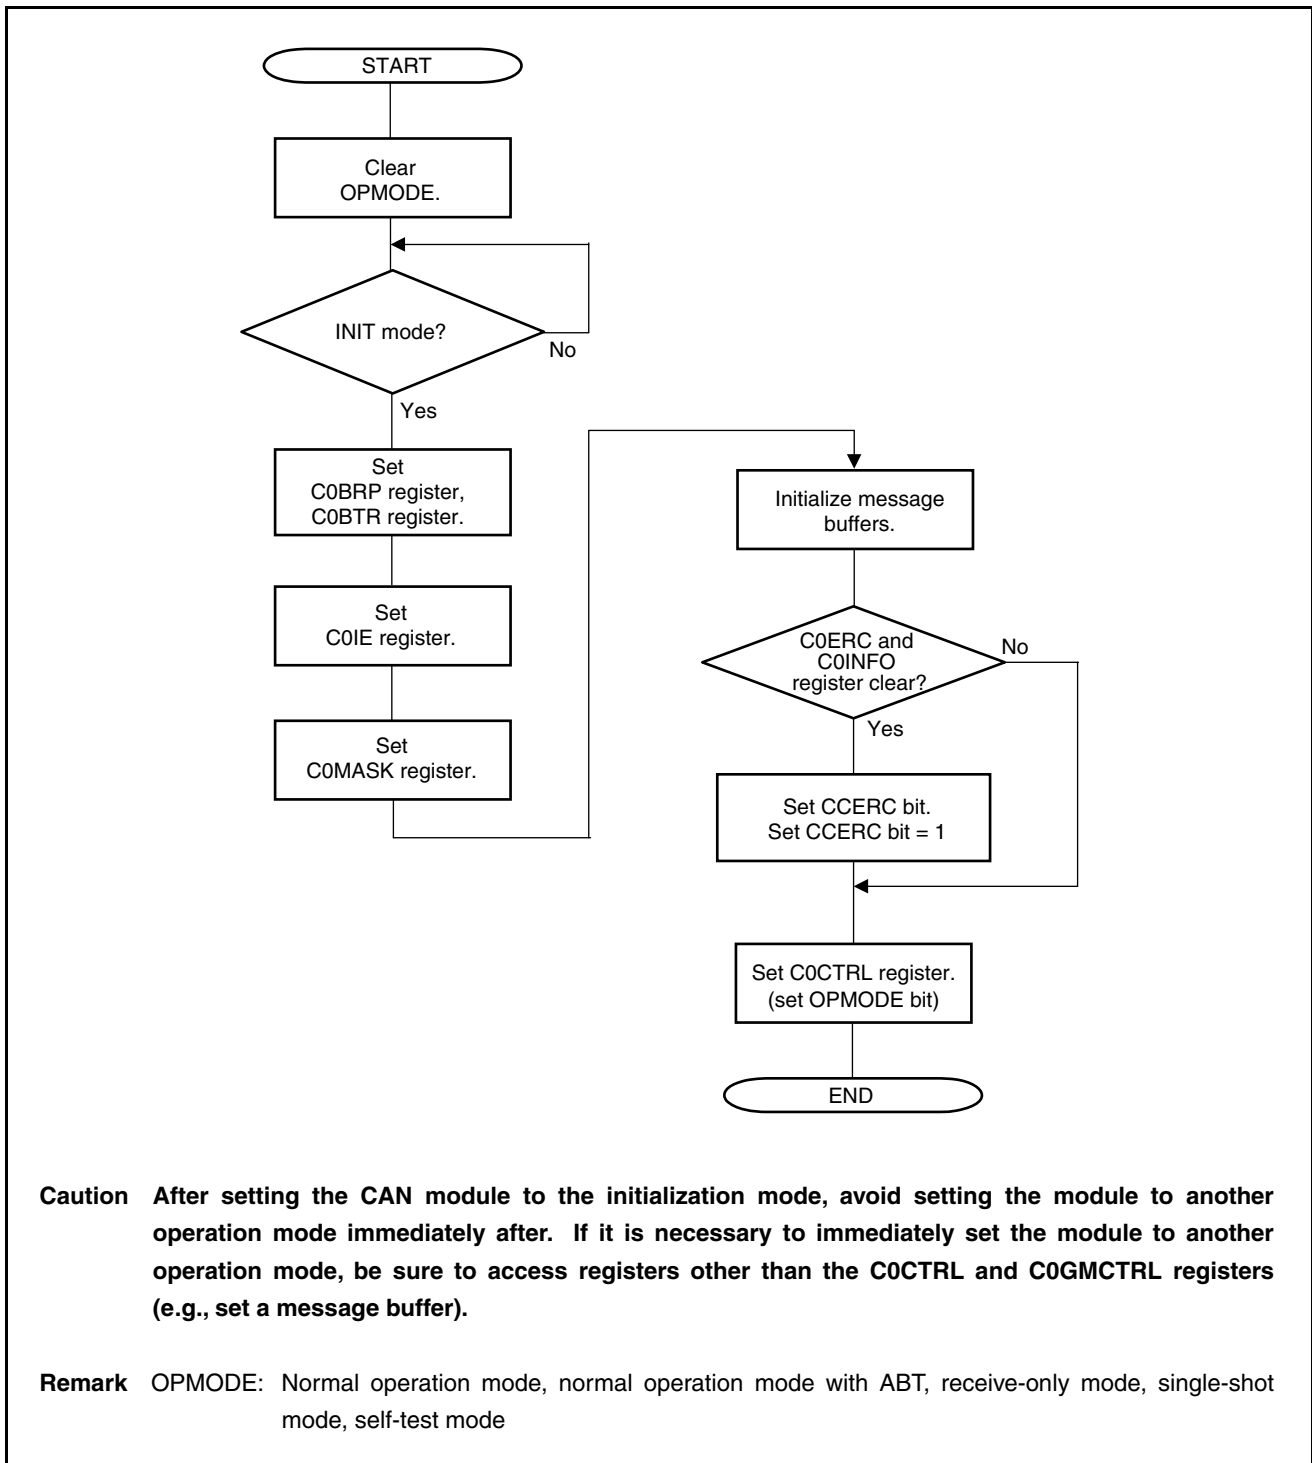 START
Clear
OPMODE.
INIT mode?
No
Yes
Set
C0BRP register,
C0BTR register.
Set
C0IE register.
Set
C0MASK register.
Initialize message
buffers.
C0ERC and
C0INFO
register clear?
No
Yes
Set CCERC bit.
Set CCERC bit = 1
Set C0CTRL register.
(set OPMODE bit)
END
Caution After setting the CAN module to the initialization mode, avoid setting the module to another
operation mode immediately after. If it is necessary to immediately set the module to another
operation mode, be sure to access registers other than the C0CTRL and C0GMCTRL registers
(e.g., set a message buffer).
Remark OPMODE: Normal operation mode, normal operation mode with ABT, receive-only mode, single-shot
mode, self-test mode